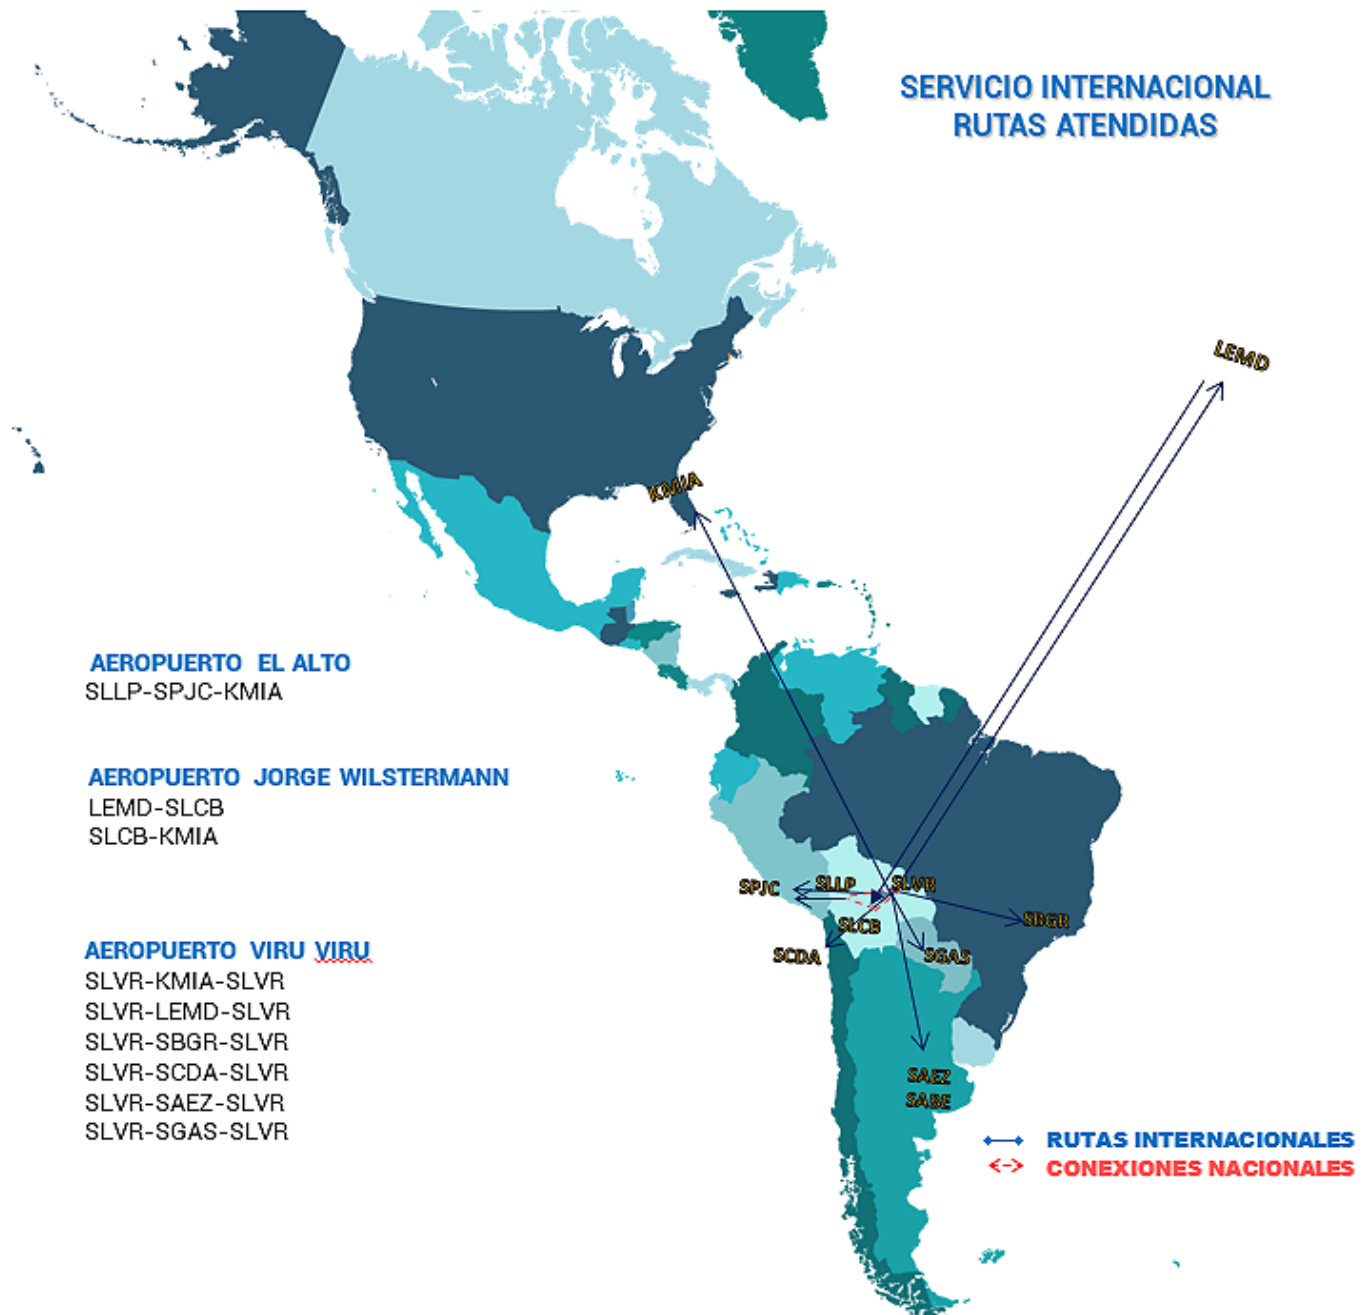 SERVICIO INTERNACIONAL
RUTAS ATENDIDAS
LEMD
KMIA
AEROPUERTO EL ALTO
SLLP-SPJC-KMIA
AEROPUERTO JORGE WILSTERMANN
LEMD-SLCB
SLCB-KMIA
SPJC
SLLP
SLVR
SLCB
SBGR
SCDA
SGAS
AEROPUERTO VIRU VIRU
SLVR-KMIA-SLVR
SLVR-LEMD-SLVR
SLVR-SBGR-SLVR
SLVR-SCDA-SLVR
SLVR-SAEZ-SLVR
SLVR-SGAS-SLVR
SAEZ
SABE
RUTAS INTERNACIONALES
CONEXIONES NACIONALES